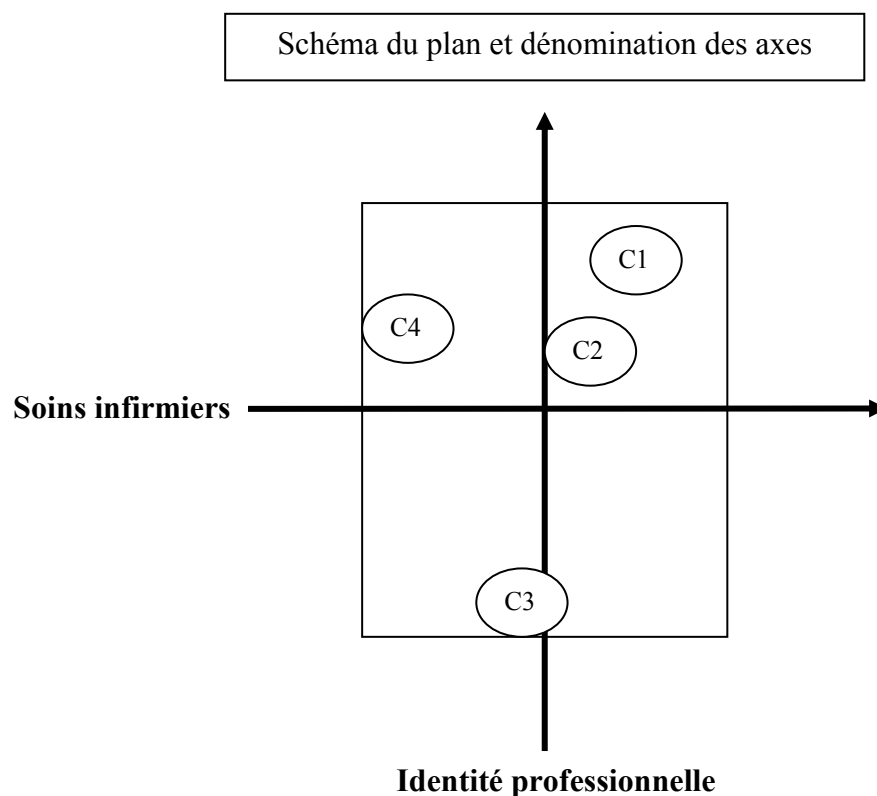 Schéma du plan et dénomination des axes
C1
C4
C2
Soins infirmiers
C3
Identité professionnelle